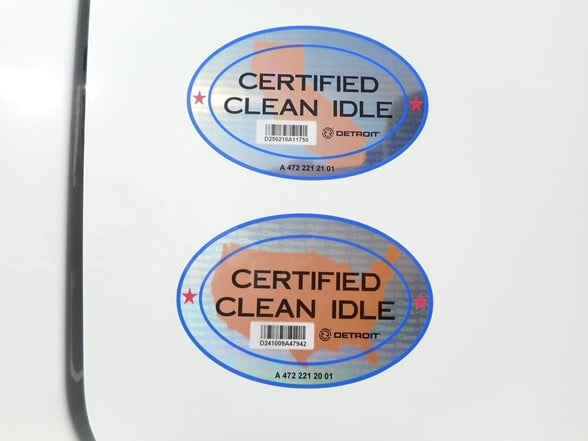 CERTIFIED
CLEAN IDLE
D250210A11750
DETROIT
A 472 221 21 01
CERTIFIED
CLEAN IDLE
D241009A47942
DETROIT
A 472 221 20 01